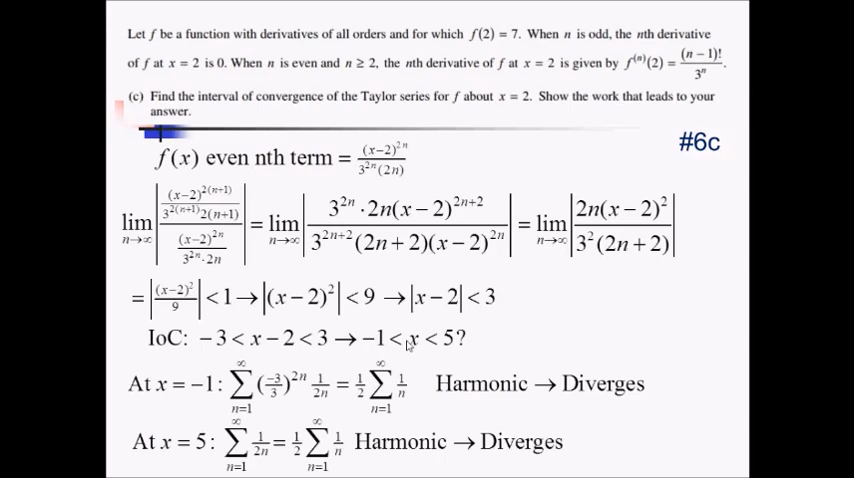 Let f be a function with derivatives of all orders and for which f(2) = 7. When n is odd, the nth derivative
of f at x = 2 is 0. When n is even and n ≥ 2, the nth derivative of f at x = 2 is given by f^(n)(2) = (n − 1)!/3^n.
(c) Find the interval of convergence of the Taylor series for f about x = 2. Show the work that leads to your
answer.
#6c
f(x) even nth term = (x−2)^{2n}/(3^{2n}(2n))
lim_{n→∞} |((x−2)^{2(n+1)}/(3^{2(n+1)}2(n+1)))/((x−2)^{2n}/(3^{2n}·2n))| = lim_{n→∞} |(3^{2n}·2n(x−2)^{2n+2})/(3^{2n+2}(2n+2)(x−2)^{2n})| = lim_{n→∞} |(2n(x−2)^2)/(3^2(2n+2))|
= |(x−2)^2/9| < 1 → |(x−2)^2| < 9 → |x−2| < 3
IoC: −3 < x − 2 < 3 → −1 < x < 5?
At x = −1: ∑_{n=1}^{∞} (−3/3)^{2n} 1/2n = 1/2 ∑_{n=1}^{∞} 1/n Harmonic → Diverges
At x = 5: ∑_{n=1}^{∞} 1/2n = 1/2 ∑_{n=1}^{∞} 1/n Harmonic → Diverges